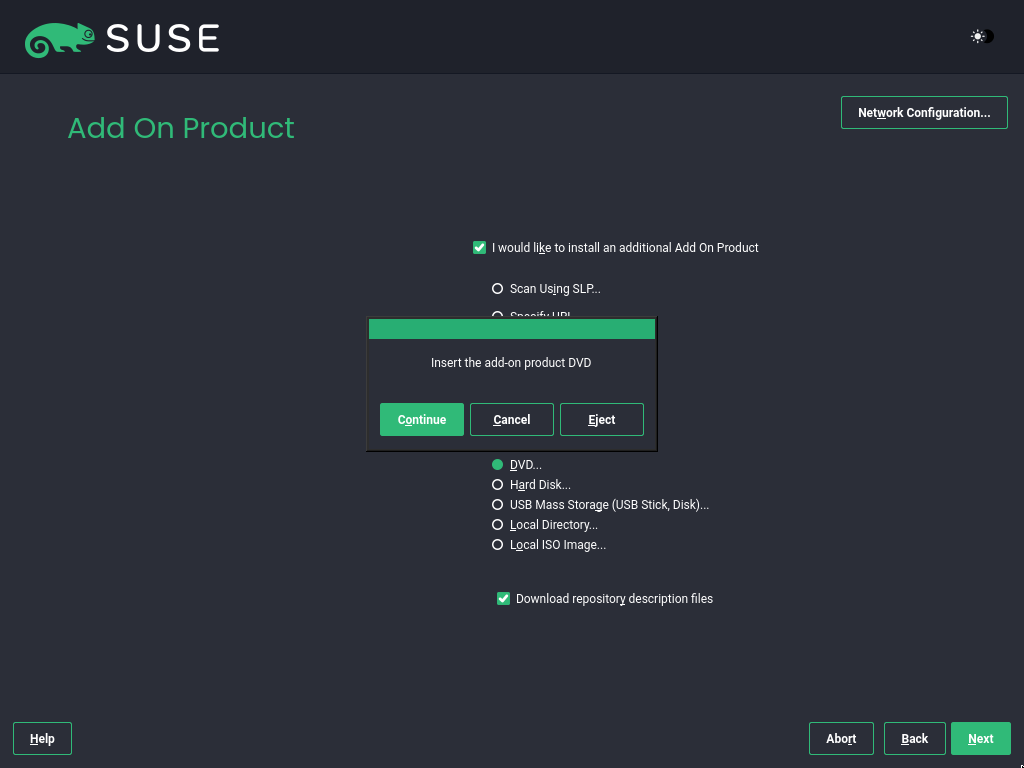 SUSE
Add On Product
Network Configuration...
I would like to install an additional Add On Product
Scan Using SLP...
Specify URL
Insert the add-on product DVD
Continue Cancel Eject
DVD...
Hard Disk...
USB Mass Storage (USB Stick, Disk)...
Local Directory...
Local ISO Image...
Download repository description files
Help Abort Back Next